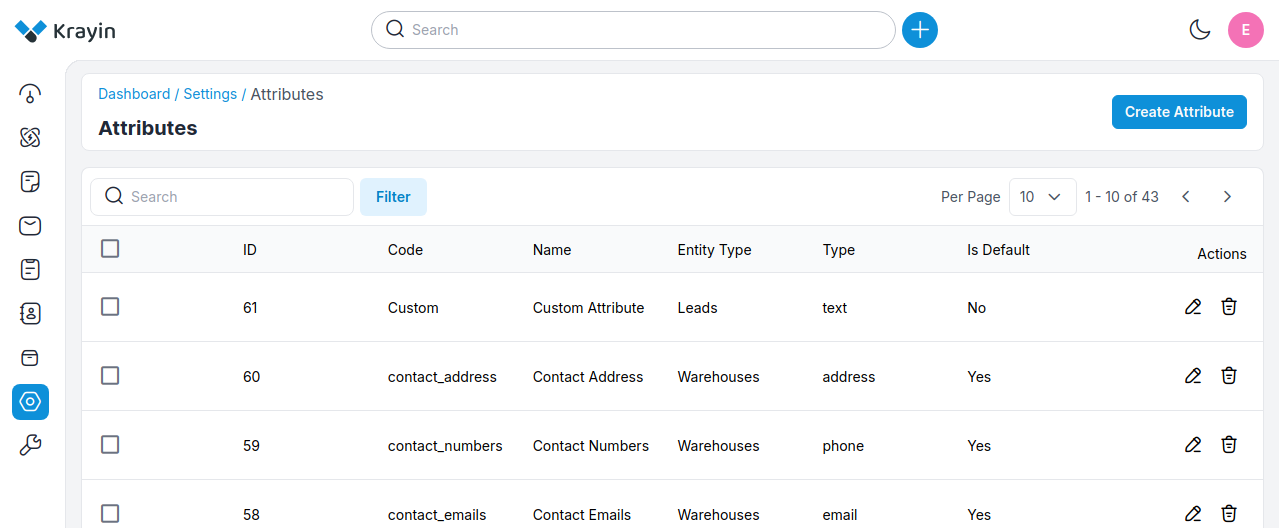 Krayin
Search
E
Dashboard / Settings / Attributes
Attributes
Create Attribute
Search
Filter
Per Page
10
1 - 10 of 43
ID Code Name Entity Type Type Is Default Actions
61 Custom Custom Attribute Leads text No
60 contact_address Contact Address Warehouses address Yes
59 contact_numbers Contact Numbers Warehouses phone Yes
58 contact_emails Contact Emails Warehouses email Yes